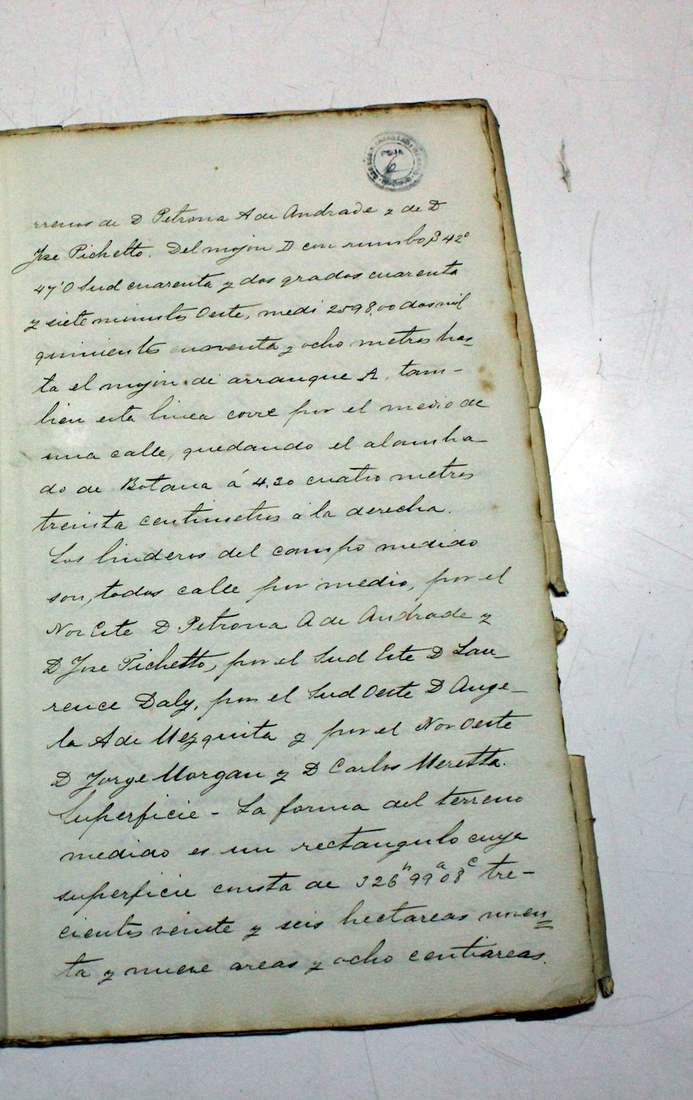 FOJA
6
rrenos de D Petrona A de Andrade y de D
Jose Pichetto. Del mojon D con rumbo S 42º
47' O Sud cuarenta y dos grados cuarenta
y siete minutos Oeste, medi 2598,00 dos mil
quinientos noventa y ocho metros has=
ta el mojon de arranque A. tam-
bien esta linea corre por el medio de
una calle, quedando el alambra-
do de Botana á 4,30 cuatro metros
treinta centimetros á la derecha.
Los linderos del campo medido
son, todos calle por medio, por el
Nor Este D Petrona A de Andrade y
D Jose Pichetto, por el Sud Este D Lau-
rence Daly, por el Sud Oeste D Ange-
la A de Mezquita y por el Nor Oeste
D Jorge Morgan y D Carlos Meretta.
Superficie - La forma del terreno
medido es un rectangulo cuya
superficie consta de 326h 99a 08c tre-
cientos veinte y seis hectareas noven=
ta y nueve areas y ocho centiareas.